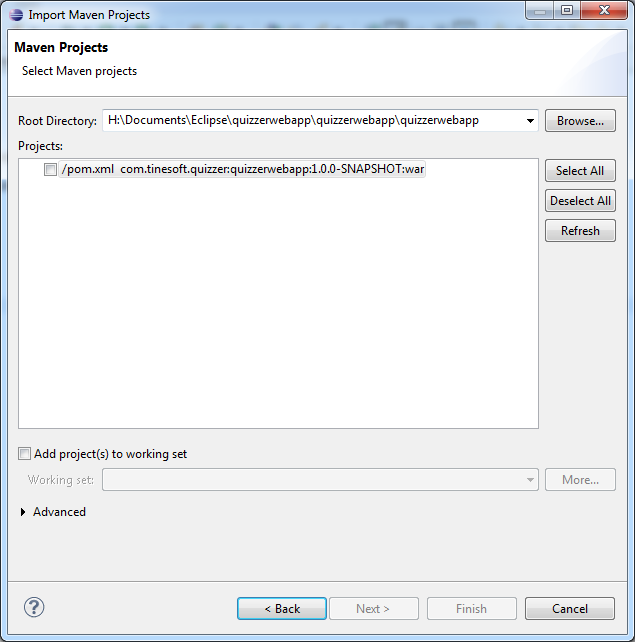 Import Maven Projects
Maven Projects
Select Maven projects
Root Directory: H:\Documents\Eclipse\quizzerwebapp\quizzerwebapp\quizzerwebapp Browse...
Projects:
/pom.xml com.tinesoft.quizzer:quizzerwebapp:1.0.0-SNAPSHOT:war
Select All
Deselect All
Refresh
Add project(s) to working set
Working set: More...
Advanced
? < Back Next > Finish Cancel